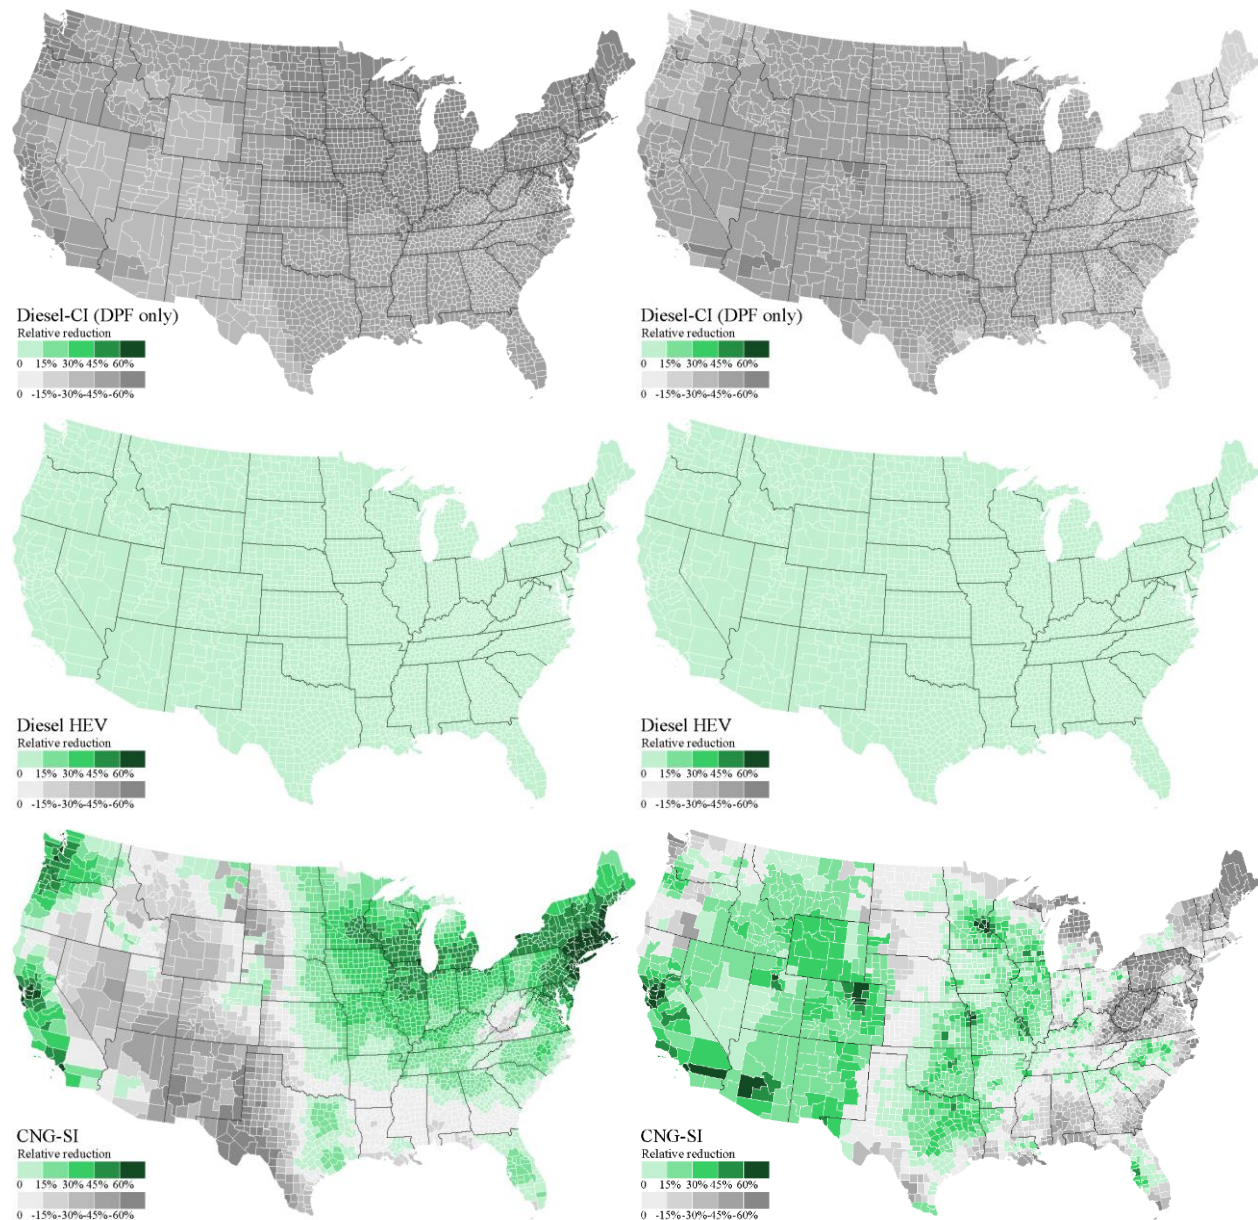 Diesel-CI (DPF only)
Relative reduction
0 15% 30% 45% 60%
0 -15%-30%-45%-60%
Diesel-CI (DPF only)
Relative reduction
0 15% 30% 45% 60%
0 -15%-30%-45%-60%
Diesel HEV
Relative reduction
0 15% 30% 45% 60%
0 -15%-30%-45%-60%
Diesel HEV
Relative reduction
0 15% 30% 45% 60%
0 -15%-30%-45%-60%
CNG-SI
Relative reduction
0 15% 30% 45% 60%
0 -15%-30%-45%-60%
CNG-SI
Relative reduction
0 15% 30% 45% 60%
0 -15%-30%-45%-60%